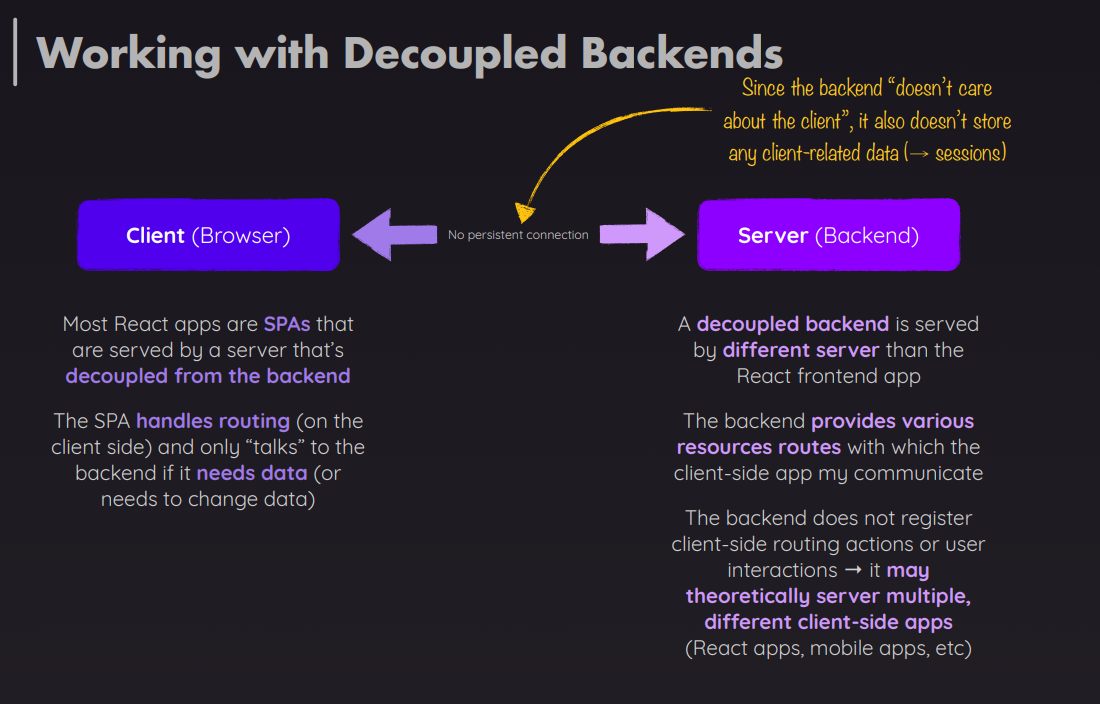 Working with Decoupled Backends
Since the backend “doesn’t care
about the client”, it also doesn’t store
any client-related data (→ sessions)
Client (Browser)
No persistent connection
Server (Backend)
Most React apps are SPAs that
are served by a server that’s
decoupled from the backend
The SPA handles routing (on the
client side) and only “talks” to the
backend if it needs data (or
needs to change data)
A decoupled backend is served
by different server than the
React frontend app
The backend provides various
resources routes with which the
client-side app my communicate
The backend does not register
client-side routing actions or user
interactions → it may
theoretically server multiple,
different client-side apps
(React apps, mobile apps, etc)